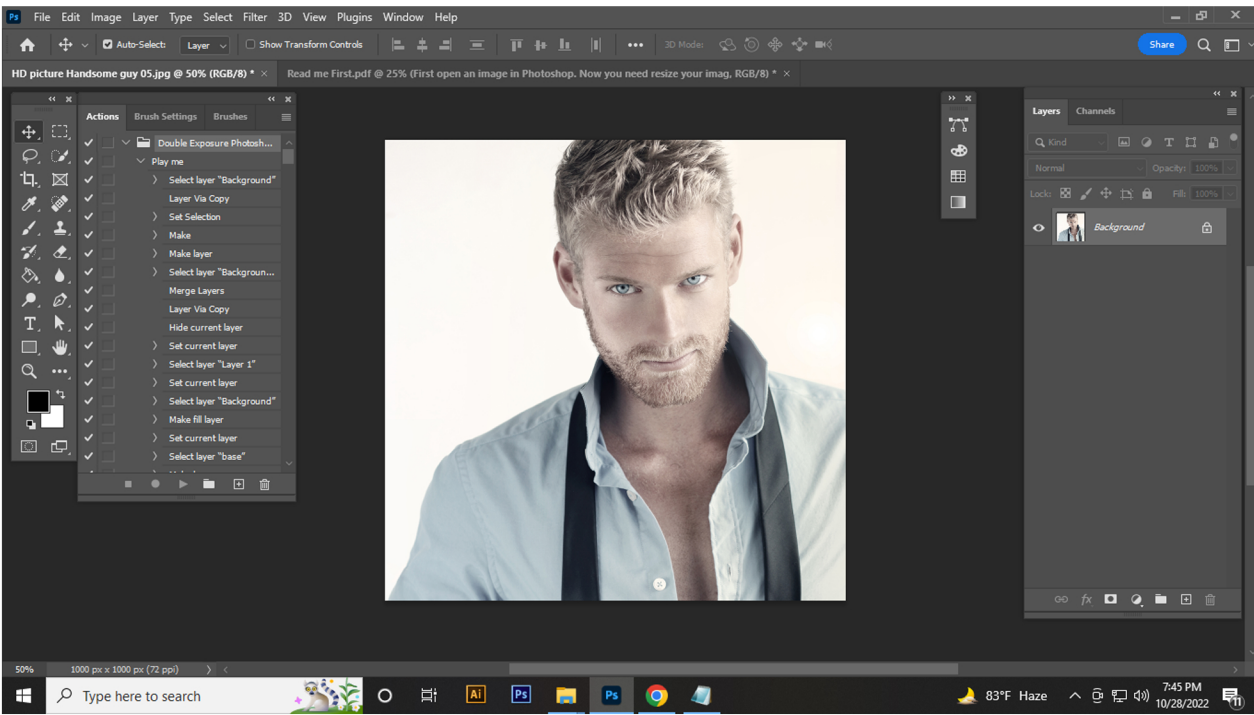 Ps File Edit Image Layer Type Select Filter 3D View Plugins Window Help
Auto-Select: Layer Show Transform Controls 3D Mode: Share
HD picture Handsome guy 05.jpg @ 50% (RGB/8) * × Read me First.pdf @ 25% (First open an image in Photoshop. Now you need resize your imag, RGB/8) * ×
Actions Brush Settings Brushes
Double Exposure Photosh...
Play me
Select layer "Background"
Layer Via Copy
Set Selection
Make
Make layer
Select layer "Backgroun...
Merge Layers
Layer Via Copy
Hide current layer
Set current layer
Select layer "Layer 1"
Set current layer
Select layer "Background"
Make fill layer
Set current layer
Select layer "base"
Layers Channels
Kind
Normal Opacity: 100%
Lock: Fill: 100%
Background
fx
50% 1000 px x 1000 px (72 ppi)
Type here to search Ai Ps Ps 83°F Haze 7:45 PM
10/28/2022
11